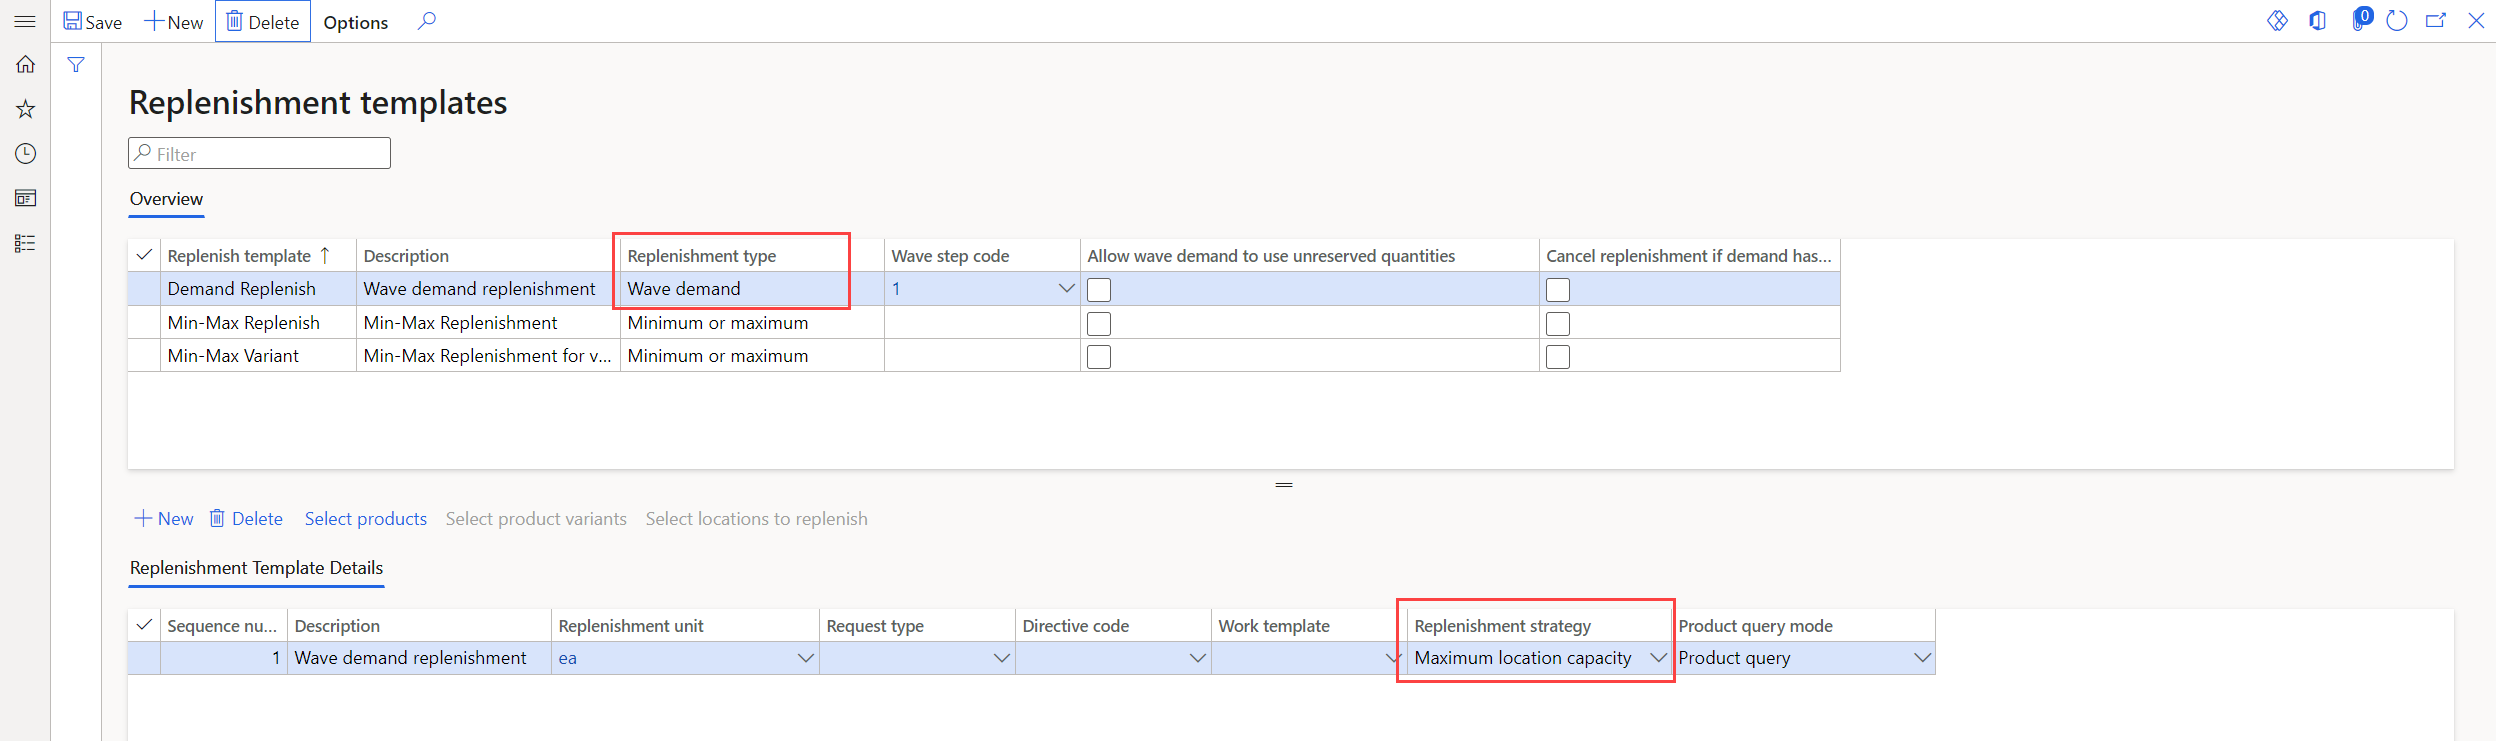 Save New Delete Options 0
Replenishment templates
Filter
Overview
Replenish template Description Replenishment type Wave step code Allow wave demand to use unreserved quantities Cancel replenishment if demand has...
Demand Replenish Wave demand replenishment Wave demand 1
Min-Max Replenish Min-Max Replenishment Minimum or maximum
Min-Max Variant Min-Max Replenishment for v... Minimum or maximum
New Delete Select products Select product variants Select locations to replenish
Replenishment Template Details
Sequence nu... Description Replenishment unit Request type Directive code Work template Replenishment strategy Product query mode
1 Wave demand replenishment ea Maximum location capacity Product query